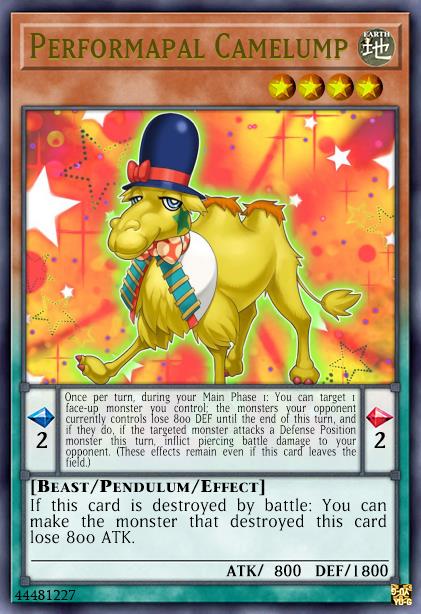 Performapal Camelump
EARTH
地
Once per turn, during your Main Phase 1: You can target 1
face-up monster you control; the monsters your opponent
currently controls lose 800 DEF until the end of this turn, and
if they do, if the targeted monster attacks a Defense Position
monster this turn, inflict piercing battle damage to your
opponent. (These effects remain even if this card leaves the
field.)
2
2
[Beast/Pendulum/Effect]
If this card is destroyed by battle: You can
make the monster that destroyed this card
lose 800 ATK.
ATK/ 800 DEF/1800
44481227